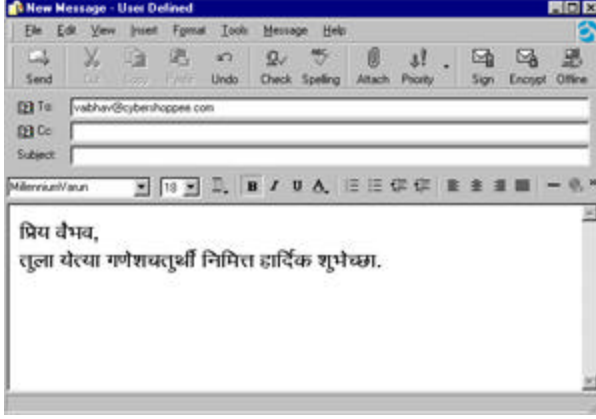 New Message - User Defined
File Edit View Insert Format Tools Message Help
Send Cut Copy Paste Undo Check Spelling Attach Priority Sign Encrypt Offline
To: vaibhav@cybershoppee.com
Cc:
Subject:
MillenniumVarun 18 B I U A
प्रिय वैभव,
तुला येत्या गणेशचतुर्थी निमित्त हार्दिक शुभेच्छा.